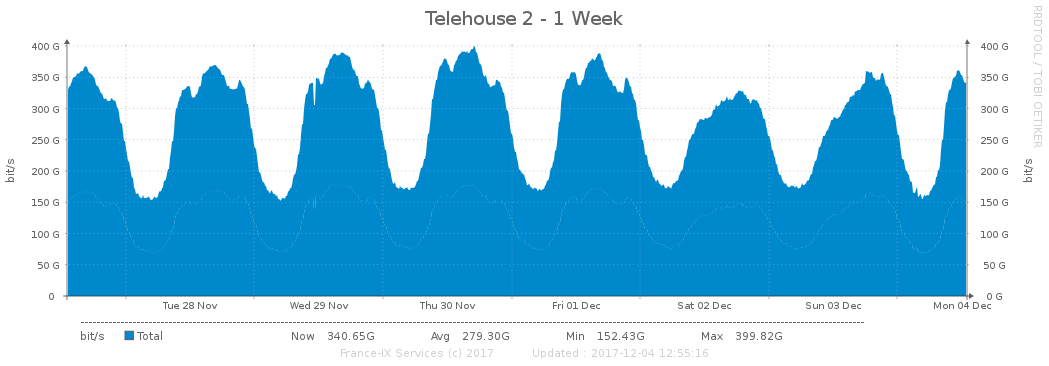 Telehouse 2 - 1 Week
RRDTOOL / TOBI OETIKER
400 G 400 G
350 G 350 G
300 G 300 G
250 G 250 G
200 G 200 G
150 G 150 G
100 G 100 G
50 G 50 G
0 0 G
bit/s
bit/s
Tue 28 Nov Wed 29 Nov Thu 30 Nov Fri 01 Dec Sat 02 Dec Sun 03 Dec Mon 04 Dec
bit/s Total Now 340.65G Avg 279.30G Min 152.43G Max 399.82G
France-IX Services (c) 2017 Updated : 2017-12-04 12:55:16